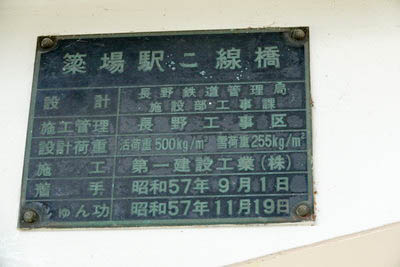 簗場駅こ線橋
設計 長野鉄道管理局
施設部工事課
施工管理 長野工事区
設計荷重 活荷重500kg/m² 雪荷重255kg/m²
施工 第一建設工業(株)
着手 昭和57年9月1日
しゅん功 昭和57年11月19日